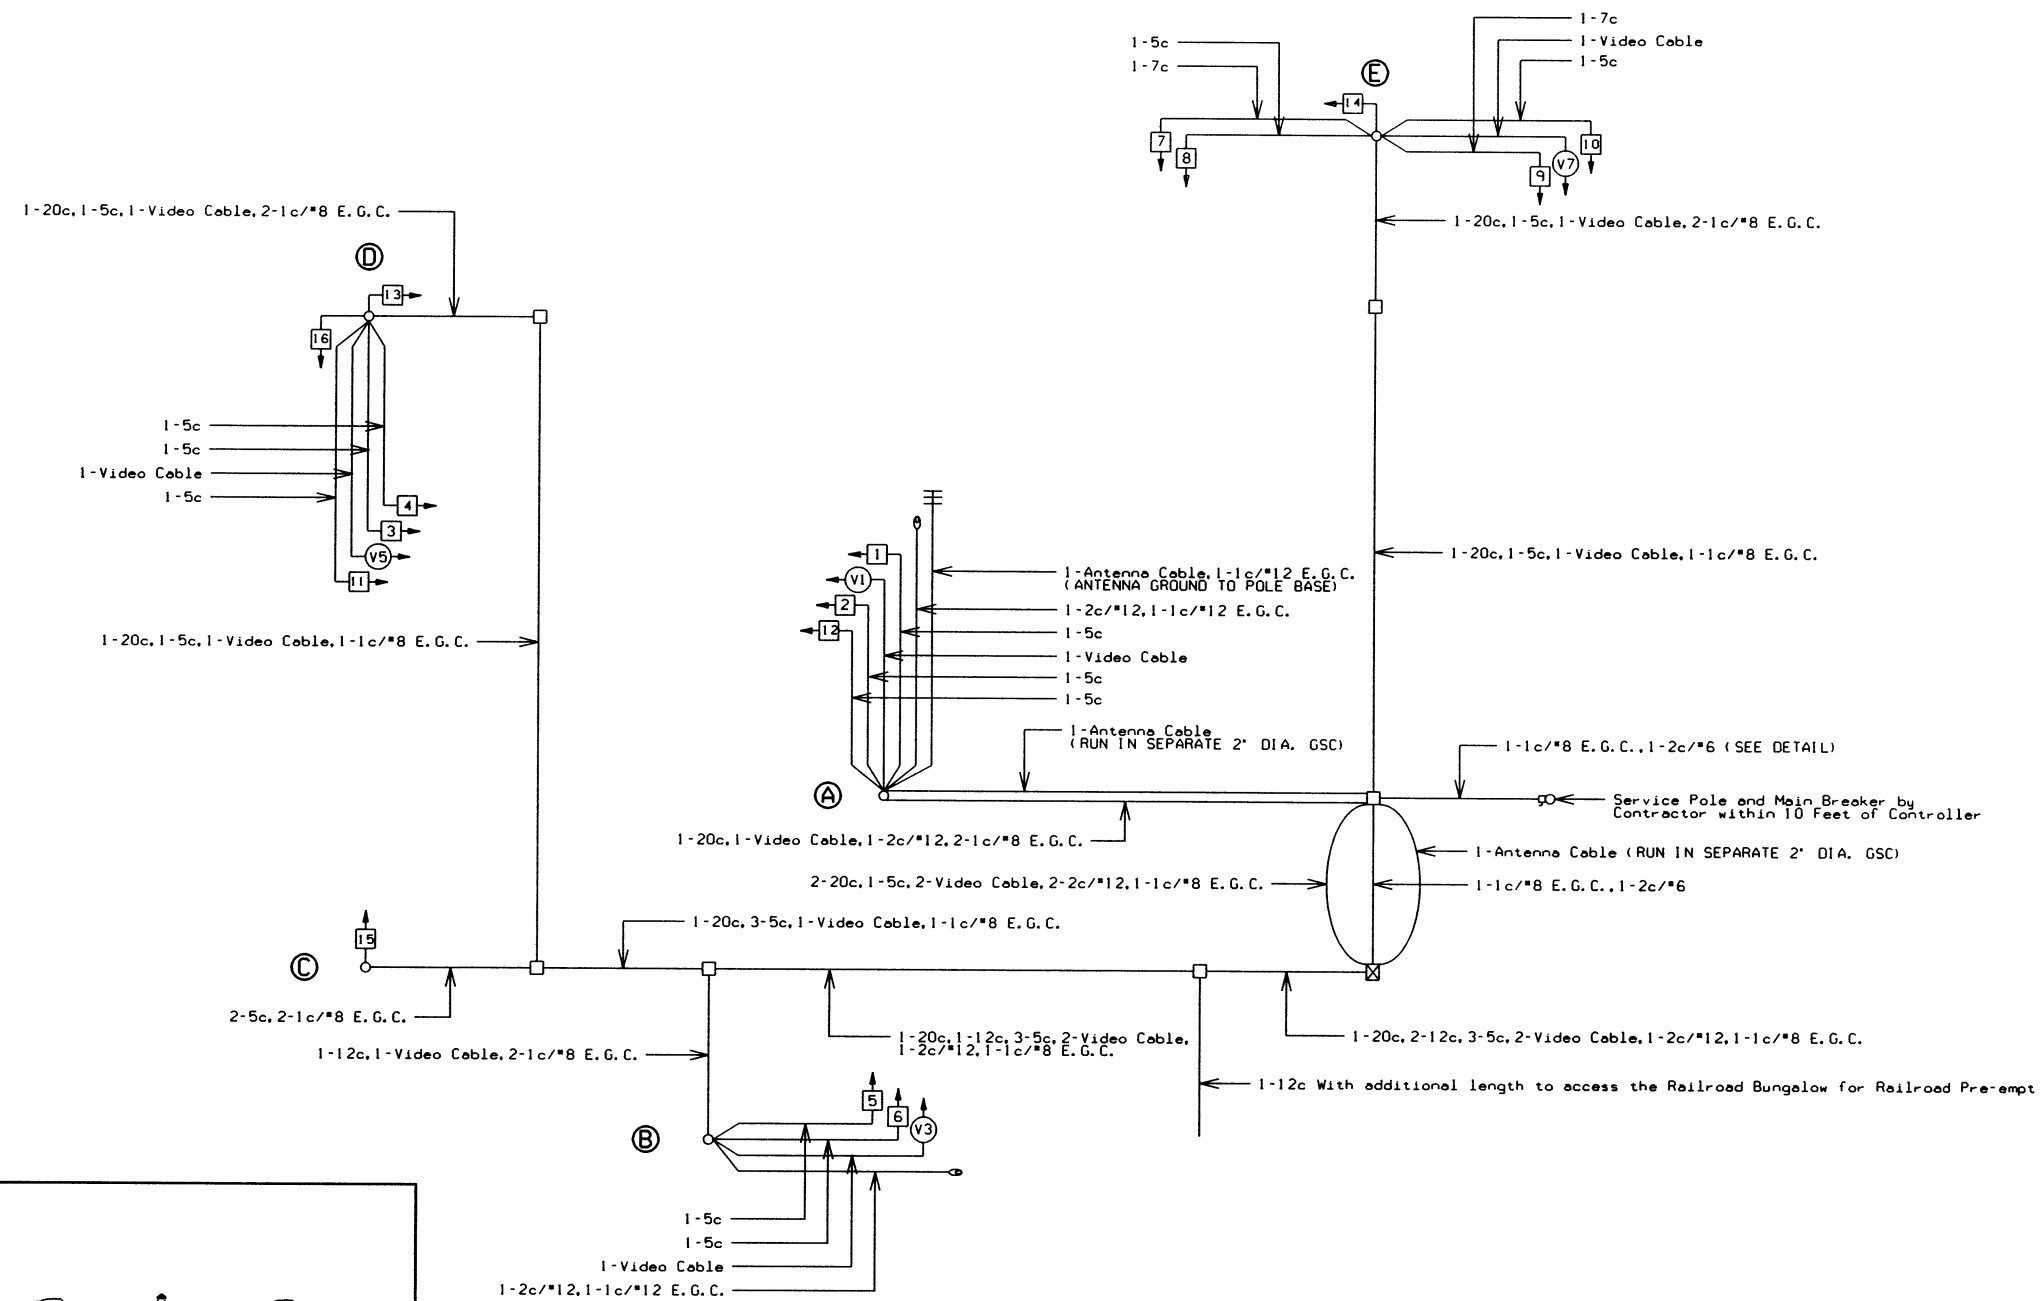 1-7c
1-5c
1-Video Cable
1-7c
1-5c
E
14
7
8
10
V7
9
1-20c,1-5c,1-Video Cable,2-1c/#8 E.G.C.
1-20c,1-5c,1-Video Cable,2-1c/#8 E.G.C.
D
13
16
1-5c
1-5c
1-Video Cable
1-5c
4
3
V5
11
1-20c,1-5c,1-Video Cable,1-1c/#8 E.G.C.
1
V1
2
12
1-Antenna Cable,1-1c/#12 E.G.C.
(ANTENNA GROUND TO POLE BASE)
1-2c/#12,1-1c/#12 E.G.C.
1-5c
1-Video Cable
1-5c
1-5c
1-20c,1-5c,1-Video Cable,1-1c/#8 E.G.C.
1-Antenna Cable
(RUN IN SEPARATE 2" DIA. GSC)
1-1c/#8 E.G.C.,1-2c/#6 (SEE DETAIL)
A
Service Pole and Main Breaker by
Contractor within 10 Feet of Controller
1-20c,1-Video Cable,1-2c/#12,2-1c/#8 E.G.C.
1-Antenna Cable (RUN IN SEPARATE 2" DIA. GSC)
2-20c,1-5c,2-Video Cable,2-2c/#12,1-1c/#8 E.G.C.
1-1c/#8 E.G.C.,1-2c/#6
1-20c,3-5c,1-Video Cable,1-1c/#8 E.G.C.
15
C
2-5c,2-1c/#8 E.G.C.
1-20c,1-12c,3-5c,2-Video Cable,
1-2c/#12,1-1c/#8 E.G.C.
1-20c,2-12c,3-5c,2-Video Cable,1-2c/#12,1-1c/#8 E.G.C.
1-12c,1-Video Cable,2-1c/#8 E.G.C.
1-12c With additional length to access the Railroad Bungalow for Railroad Pre-empt
5
6
V3
B
1-5c
1-5c
1-Video Cable
1-2c/#12,1-1c/#12 E.G.C.